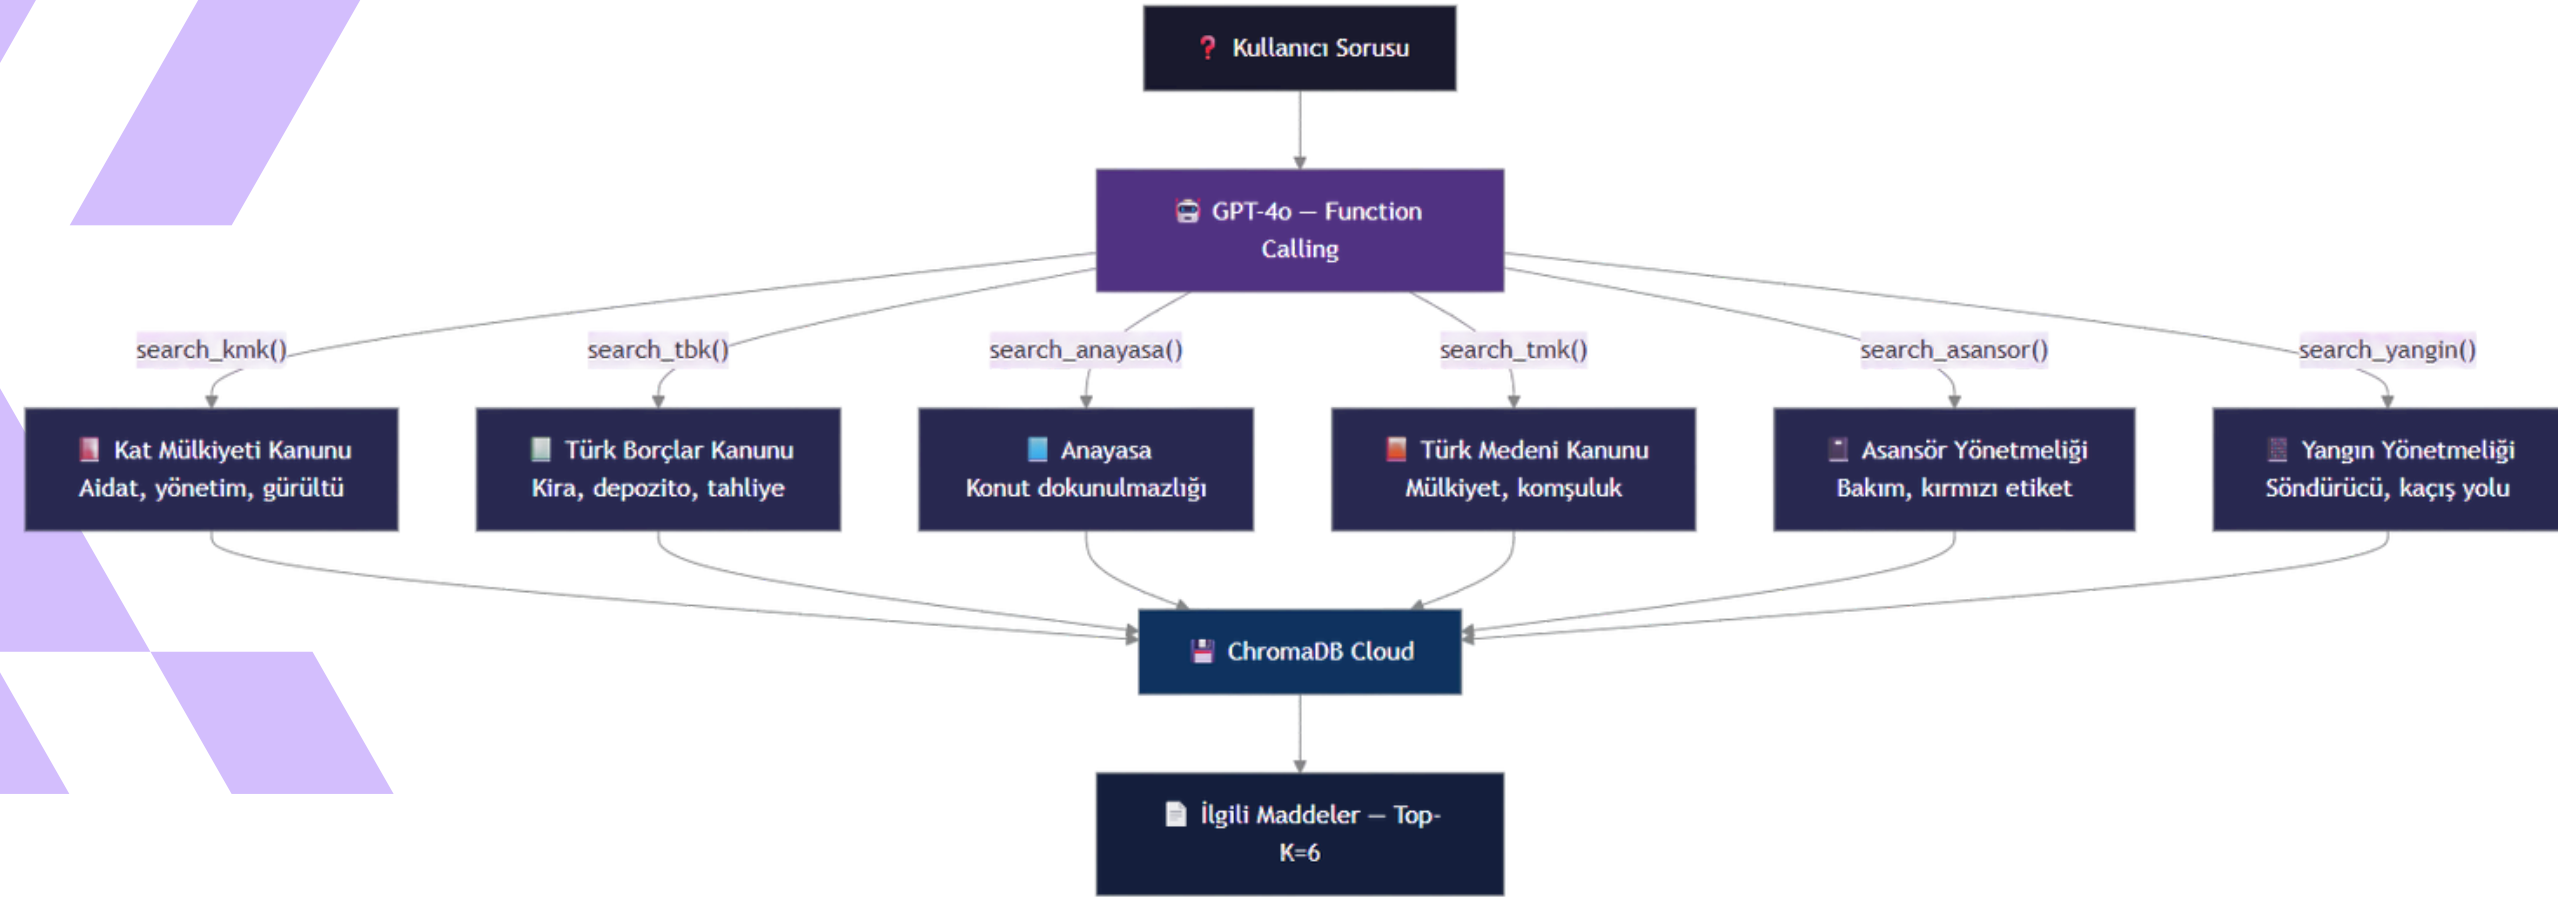 ❓ Kullanıcı Sorusu
🤖 GPT-4o — Function
Calling
search_kmk()
search_tbk()
search_anayasa()
search_tmk()
search_asansor()
search_yangin()
Kat Mülkiyeti Kanunu
Aidat, yönetim, gürültü
Türk Borçlar Kanunu
Kira, depozito, tahliye
Anayasa
Konut dokunulmazlığı
Türk Medeni Kanunu
Mülkiyet, komşuluk
Asansör Yönetmeliği
Bakım, kırmızı etiket
Yangın Yönetmeliği
Söndürücü, kaçış yolu
ChromaDB Cloud
İlgili Maddeler — Top-
K=6